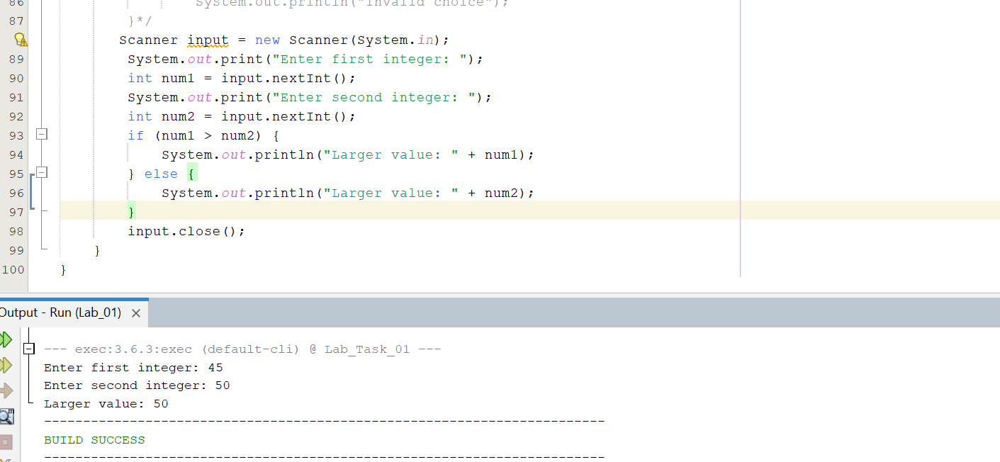 86 System.out.println("Invalid choice");
87 }*/
Scanner input = new Scanner(System.in);
89 System.out.print("Enter first integer: ");
90 int num1 = input.nextInt();
91 System.out.print("Enter second integer: ");
92 int num2 = input.nextInt();
93 if (num1 > num2) {
94 System.out.println("Larger value: " + num1);
95 } else {
96 System.out.println("Larger value: " + num2);
97 }
98 input.close();
99 }
100 }
Output - Run (Lab_01)
--- exec:3.6.3:exec (default-cli) @ Lab_Task_01 ---
Enter first integer: 45
Enter second integer: 50
Larger value: 50
------------------------------------------------------------------------
BUILD SUCCESS
------------------------------------------------------------------------